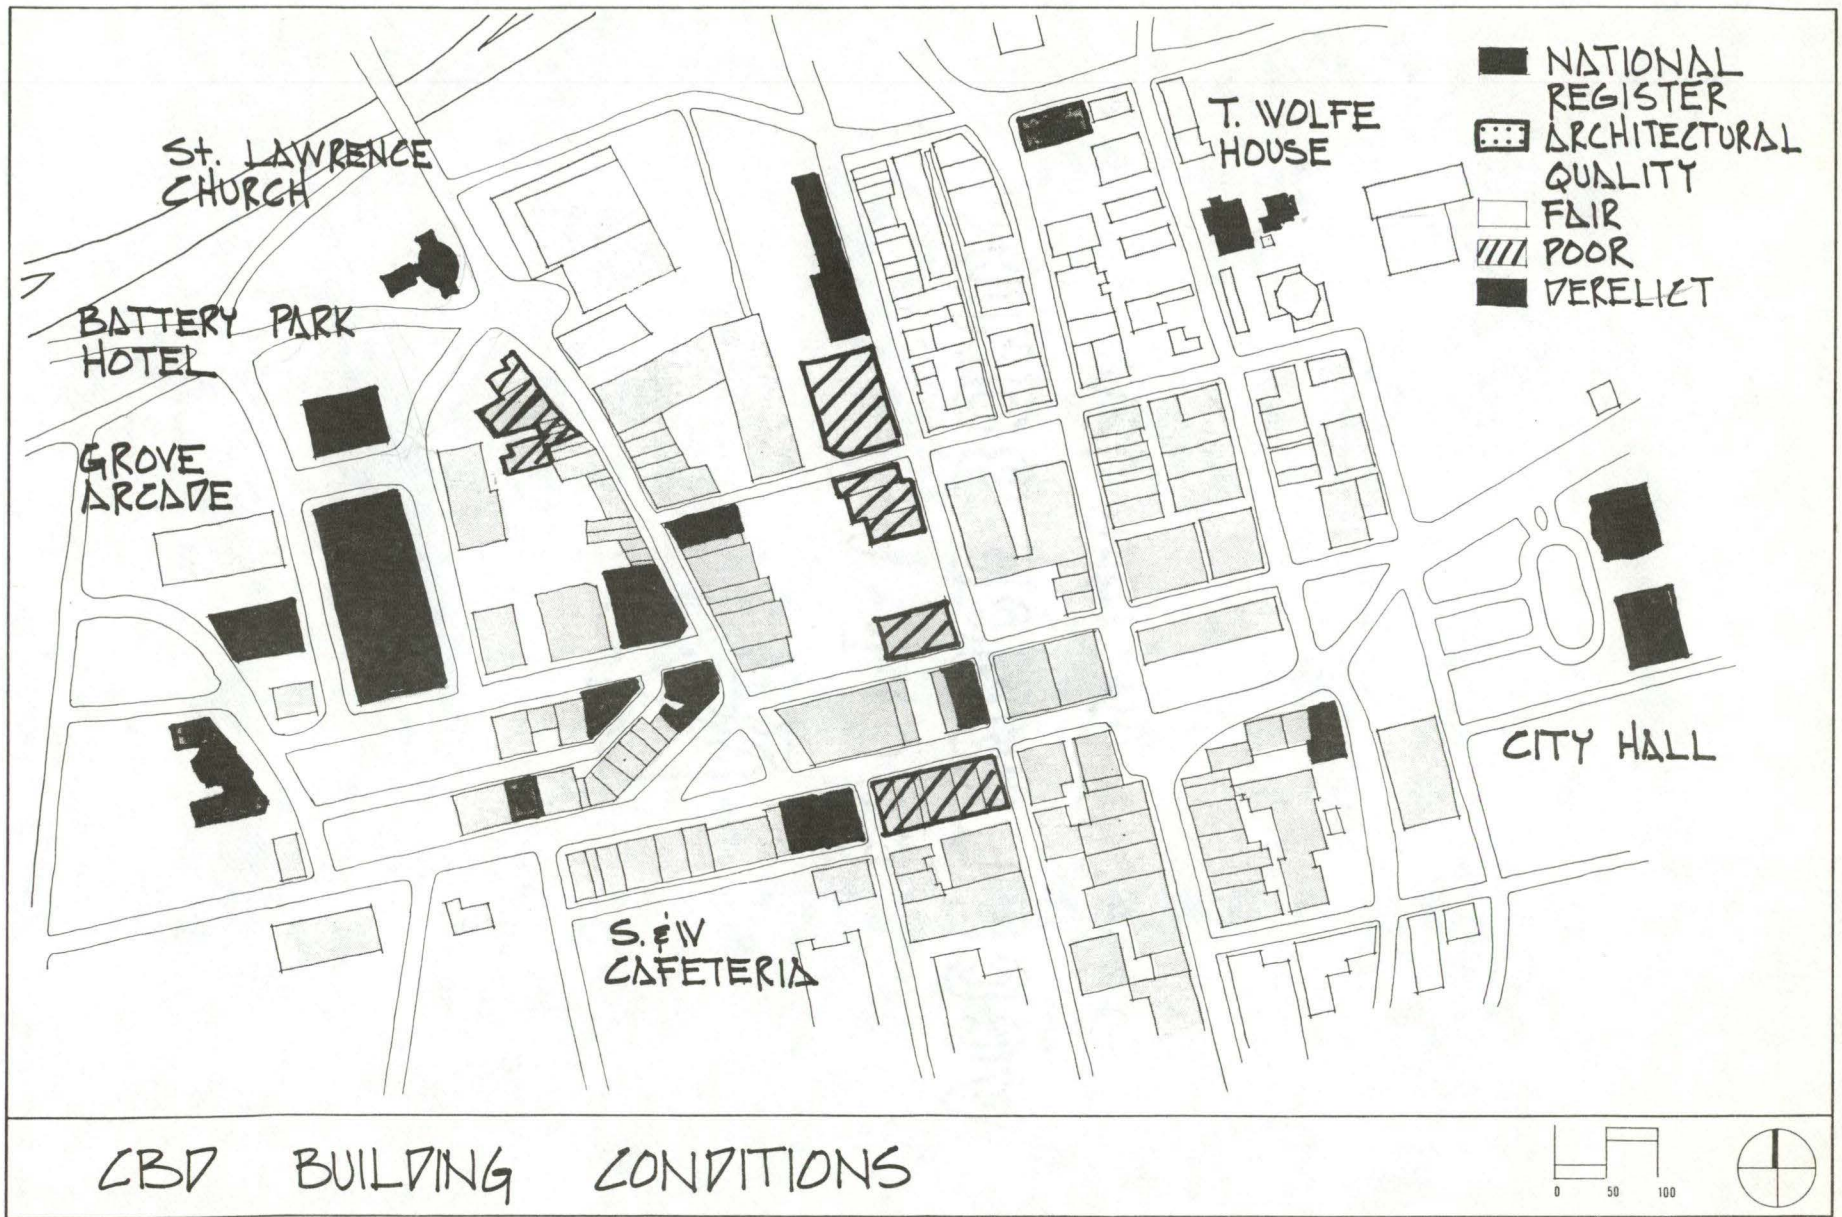 St. LAWRENCE
CHURCH
BATTERY PARK
HOTEL
GROVE
ARCADE
T. WOLFE
HOUSE
NATIONAL
REGISTER
ARCHITECTURAL
QUALITY
FAIR
POOR
DERELICT
CITY HALL
S. & W
CAFETERIA
CBD BUILDING CONDITIONS
0 50 100